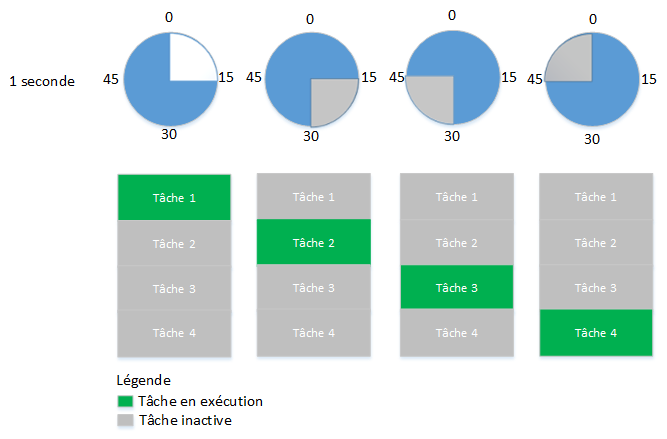 0 0 0 0
1 seconde 45 15 45 15 45 15 45 15
30 30 30 30
Tâche 1 Tâche 1 Tâche 1 Tâche 1
Tâche 2 Tâche 2 Tâche 2 Tâche 2
Tâche 3 Tâche 3 Tâche 3 Tâche 3
Tâche 4 Tâche 4 Tâche 4 Tâche 4
Légende
Tâche en exécution
Tâche inactive